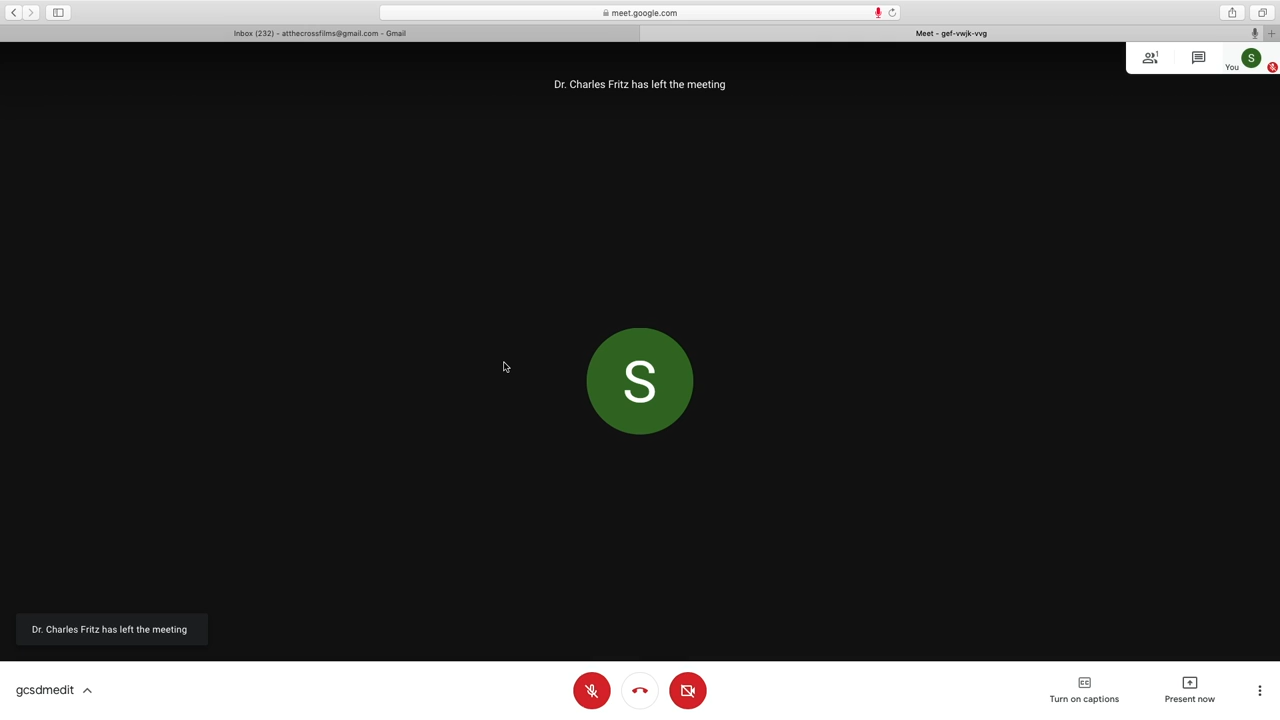 meet.google.com
Inbox (232) - atthecrossfilms@gmail.com - Gmail
Meet - gef-vwjk-vvg
1
You
S
Dr. Charles Fritz has left the meeting
S
Dr. Charles Fritz has left the meeting
gcsdmedit
CC
Turn on captions
Present now